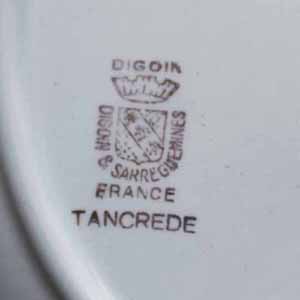 DIGOIN
DIGOIN & SARREGUEMINES
FRANCE
TANCREDE